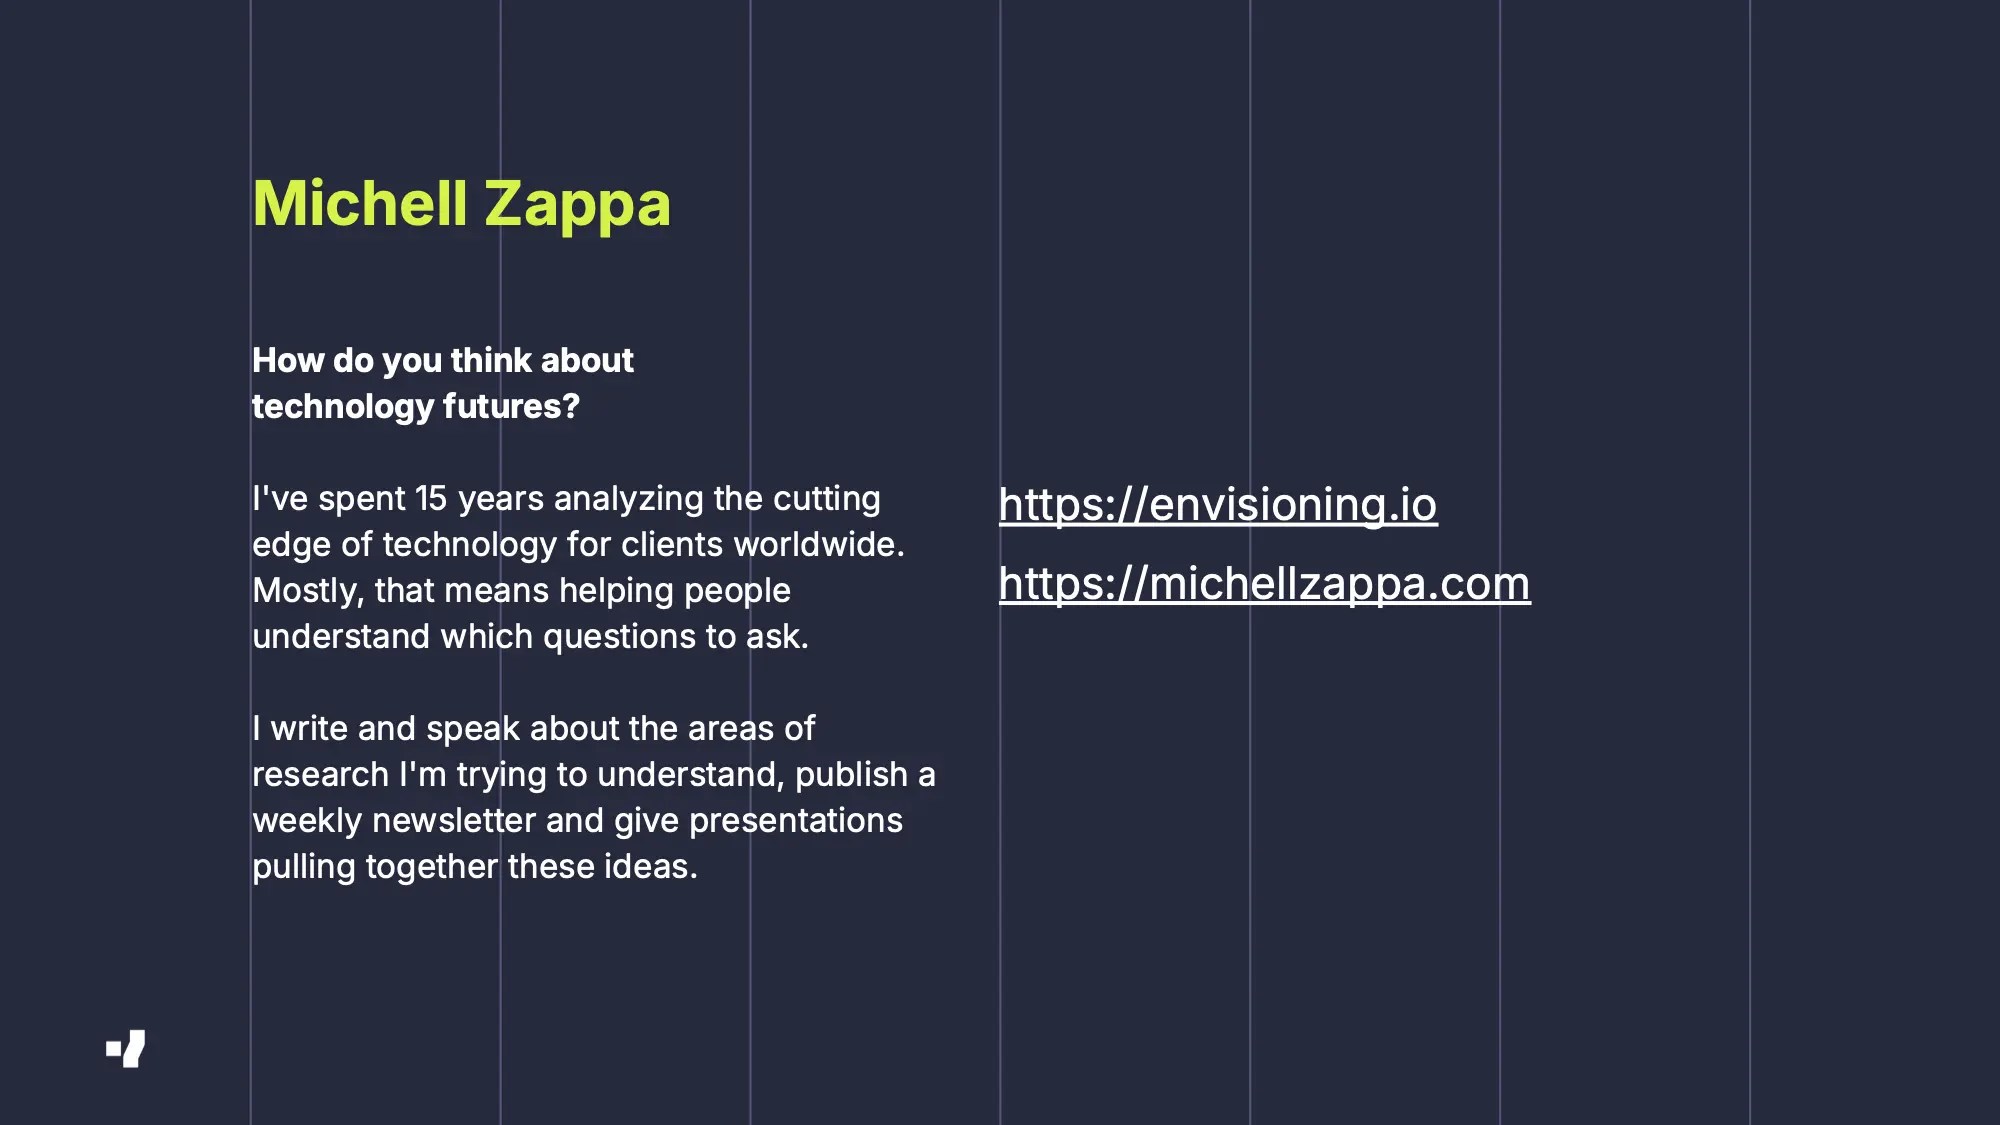 Michell Zappa
How do you think about
technology futures?
I've spent 15 years analyzing the cutting
edge of technology for clients worldwide.
Mostly, that means helping people
understand which questions to ask.
I write and speak about the areas of
research I'm trying to understand, publish a
weekly newsletter and give presentations
pulling together these ideas.
https://envisioning.io
https://michellzappa.com